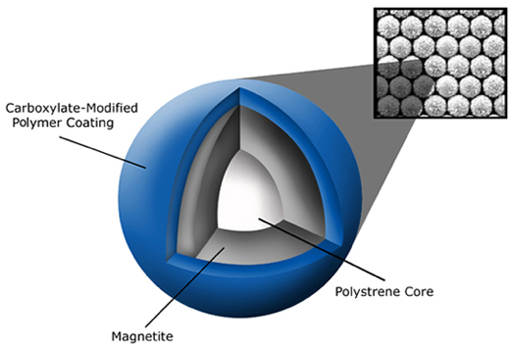 Carboxylate-Modified
Polymer Coating
Polystrene Core
Magnetite